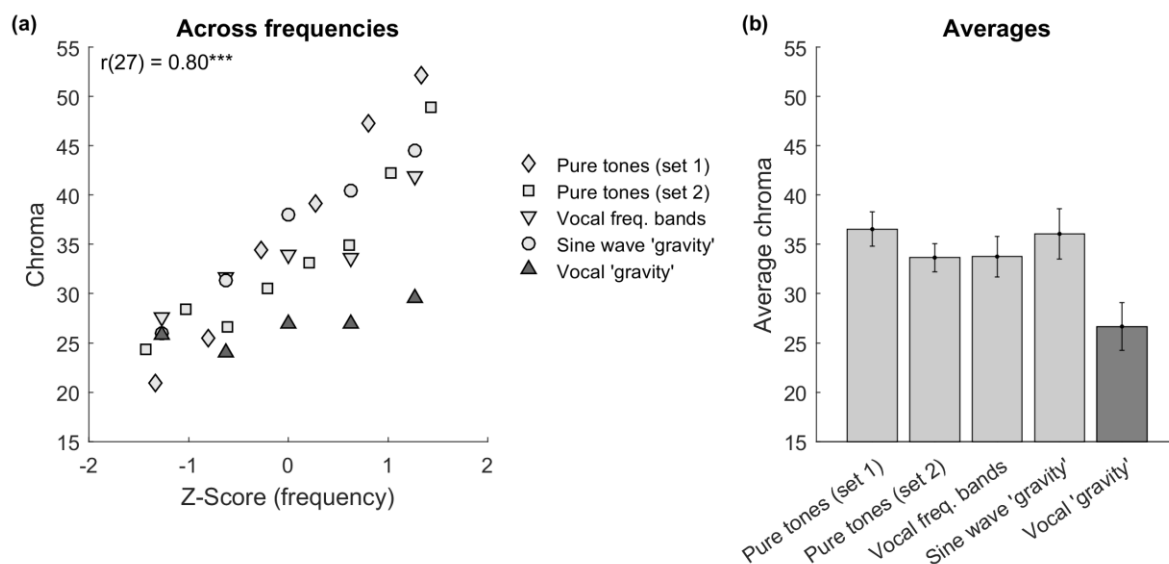 (a)
Across frequencies
r(27) = 0.80***
55
50
45
40
35
30
25
20
15
Chroma
-2
-1
0
1
2
Z-Score (frequency)
Pure tones (set 1)
Pure tones (set 2)
Vocal freq. bands
Sine wave 'gravity'
Vocal 'gravity'
(b)
Averages
55
50
45
40
35
30
25
20
15
Average chroma
Pure tones (set 1)
Pure tones (set 2)
Vocal freq. bands
Sine wave 'gravity'
Vocal 'gravity'